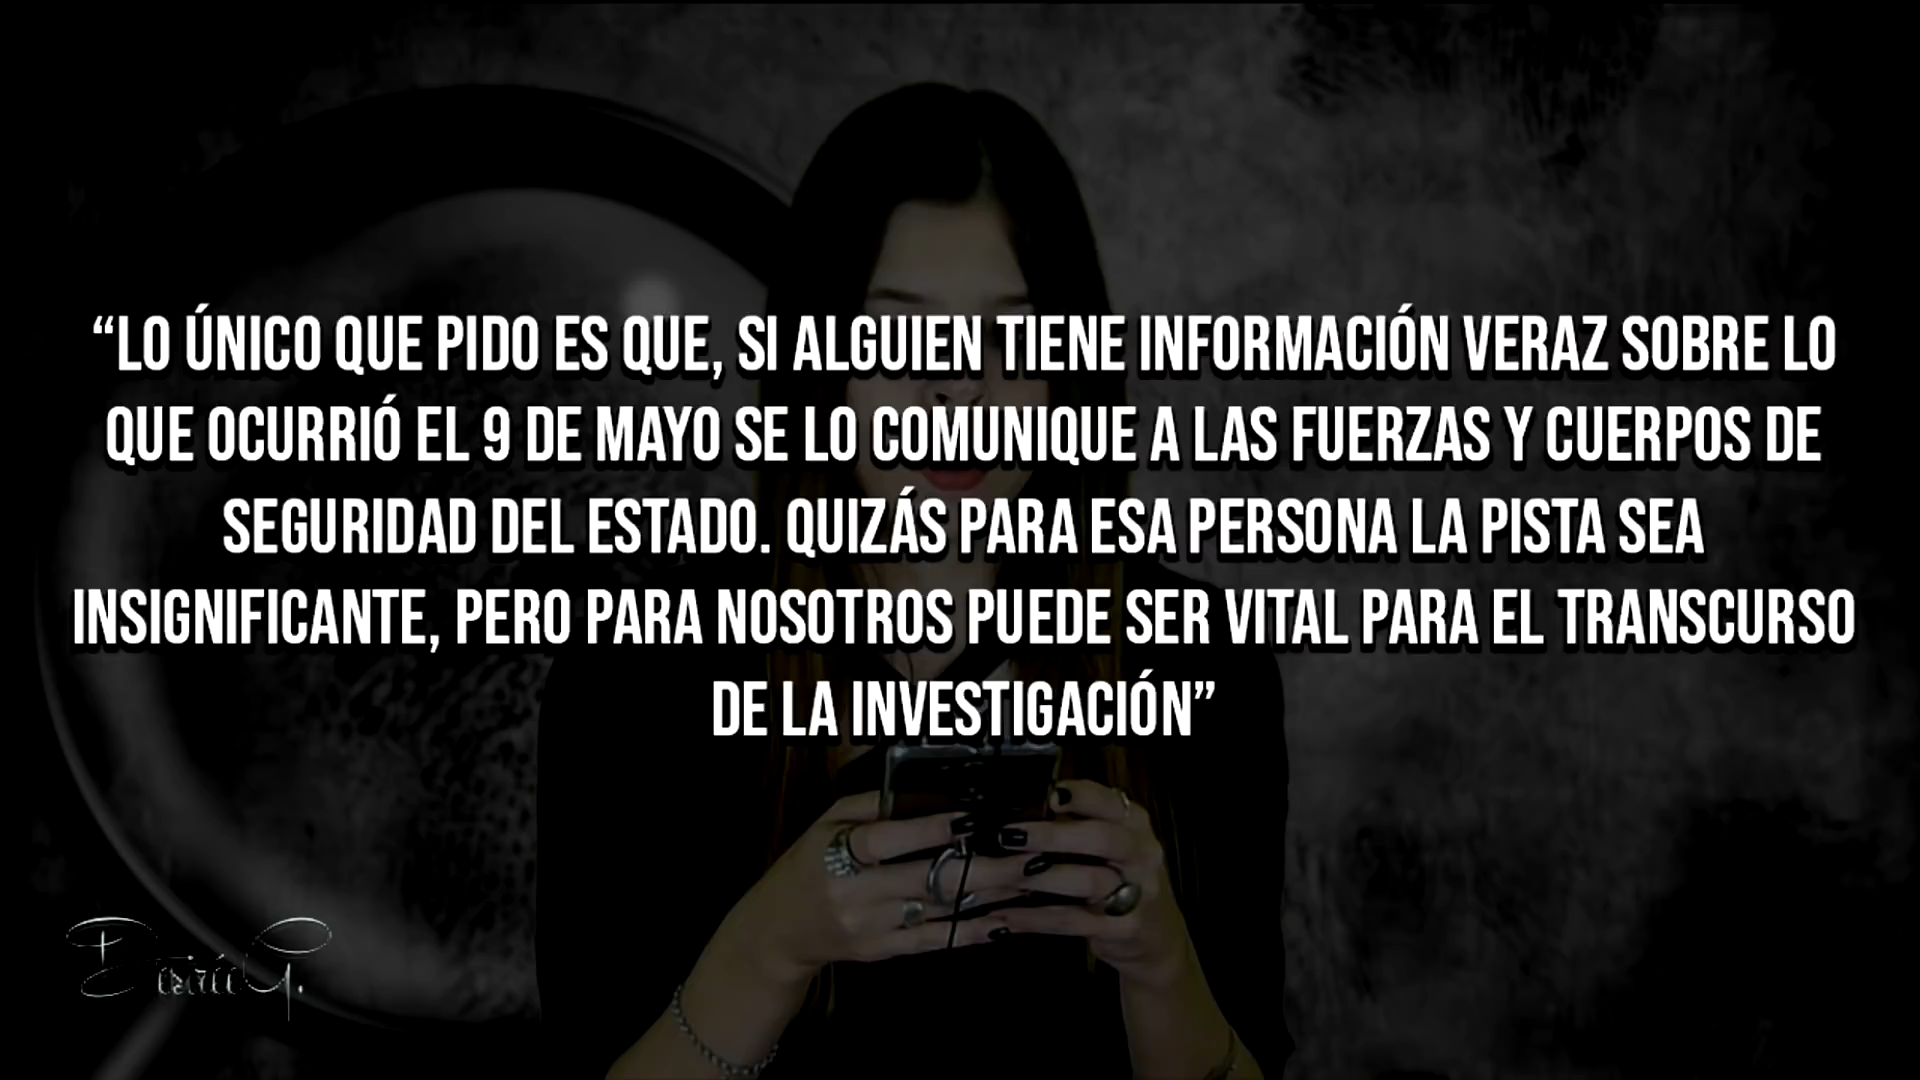 “LO ÚNICO QUE PIDO ES QUE, SI ALGUIEN TIENE INFORMACIÓN VERAZ SOBRE LO
QUE OCURRIÓ EL 9 DE MAYO SE LO COMUNIQUE A LAS FUERZAS Y CUERPOS DE
SEGURIDAD DEL ESTADO. QUIZÁS PARA ESA PERSONA LA PISTA SEA
INSIGNIFICANTE, PERO PARA NOSOTROS PUEDE SER VITAL PARA EL TRANSCURSO
DE LA INVESTIGACIÓN”